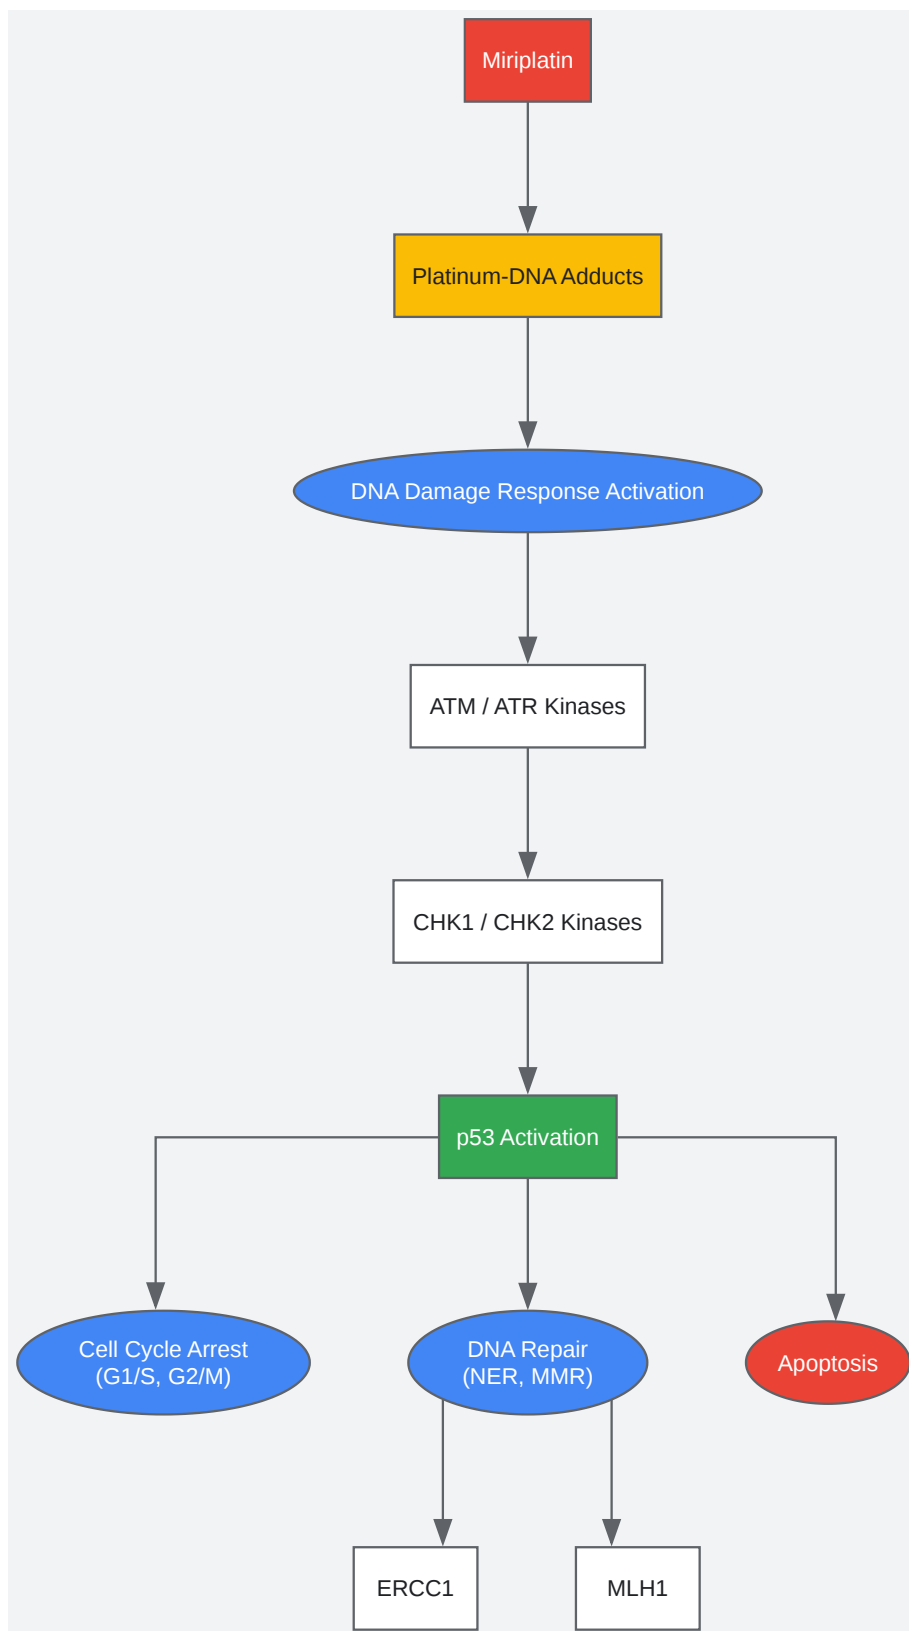 Miriplatin
Platinum-DNA Adducts
DNA Damage Response Activation
ATM / ATR Kinases
CHK1 / CHK2 Kinases
p53 Activation
Cell Cycle Arrest
(G1/S, G2/M)
DNA Repair
(NER, MMR)
Apoptosis
ERCC1
MLH1